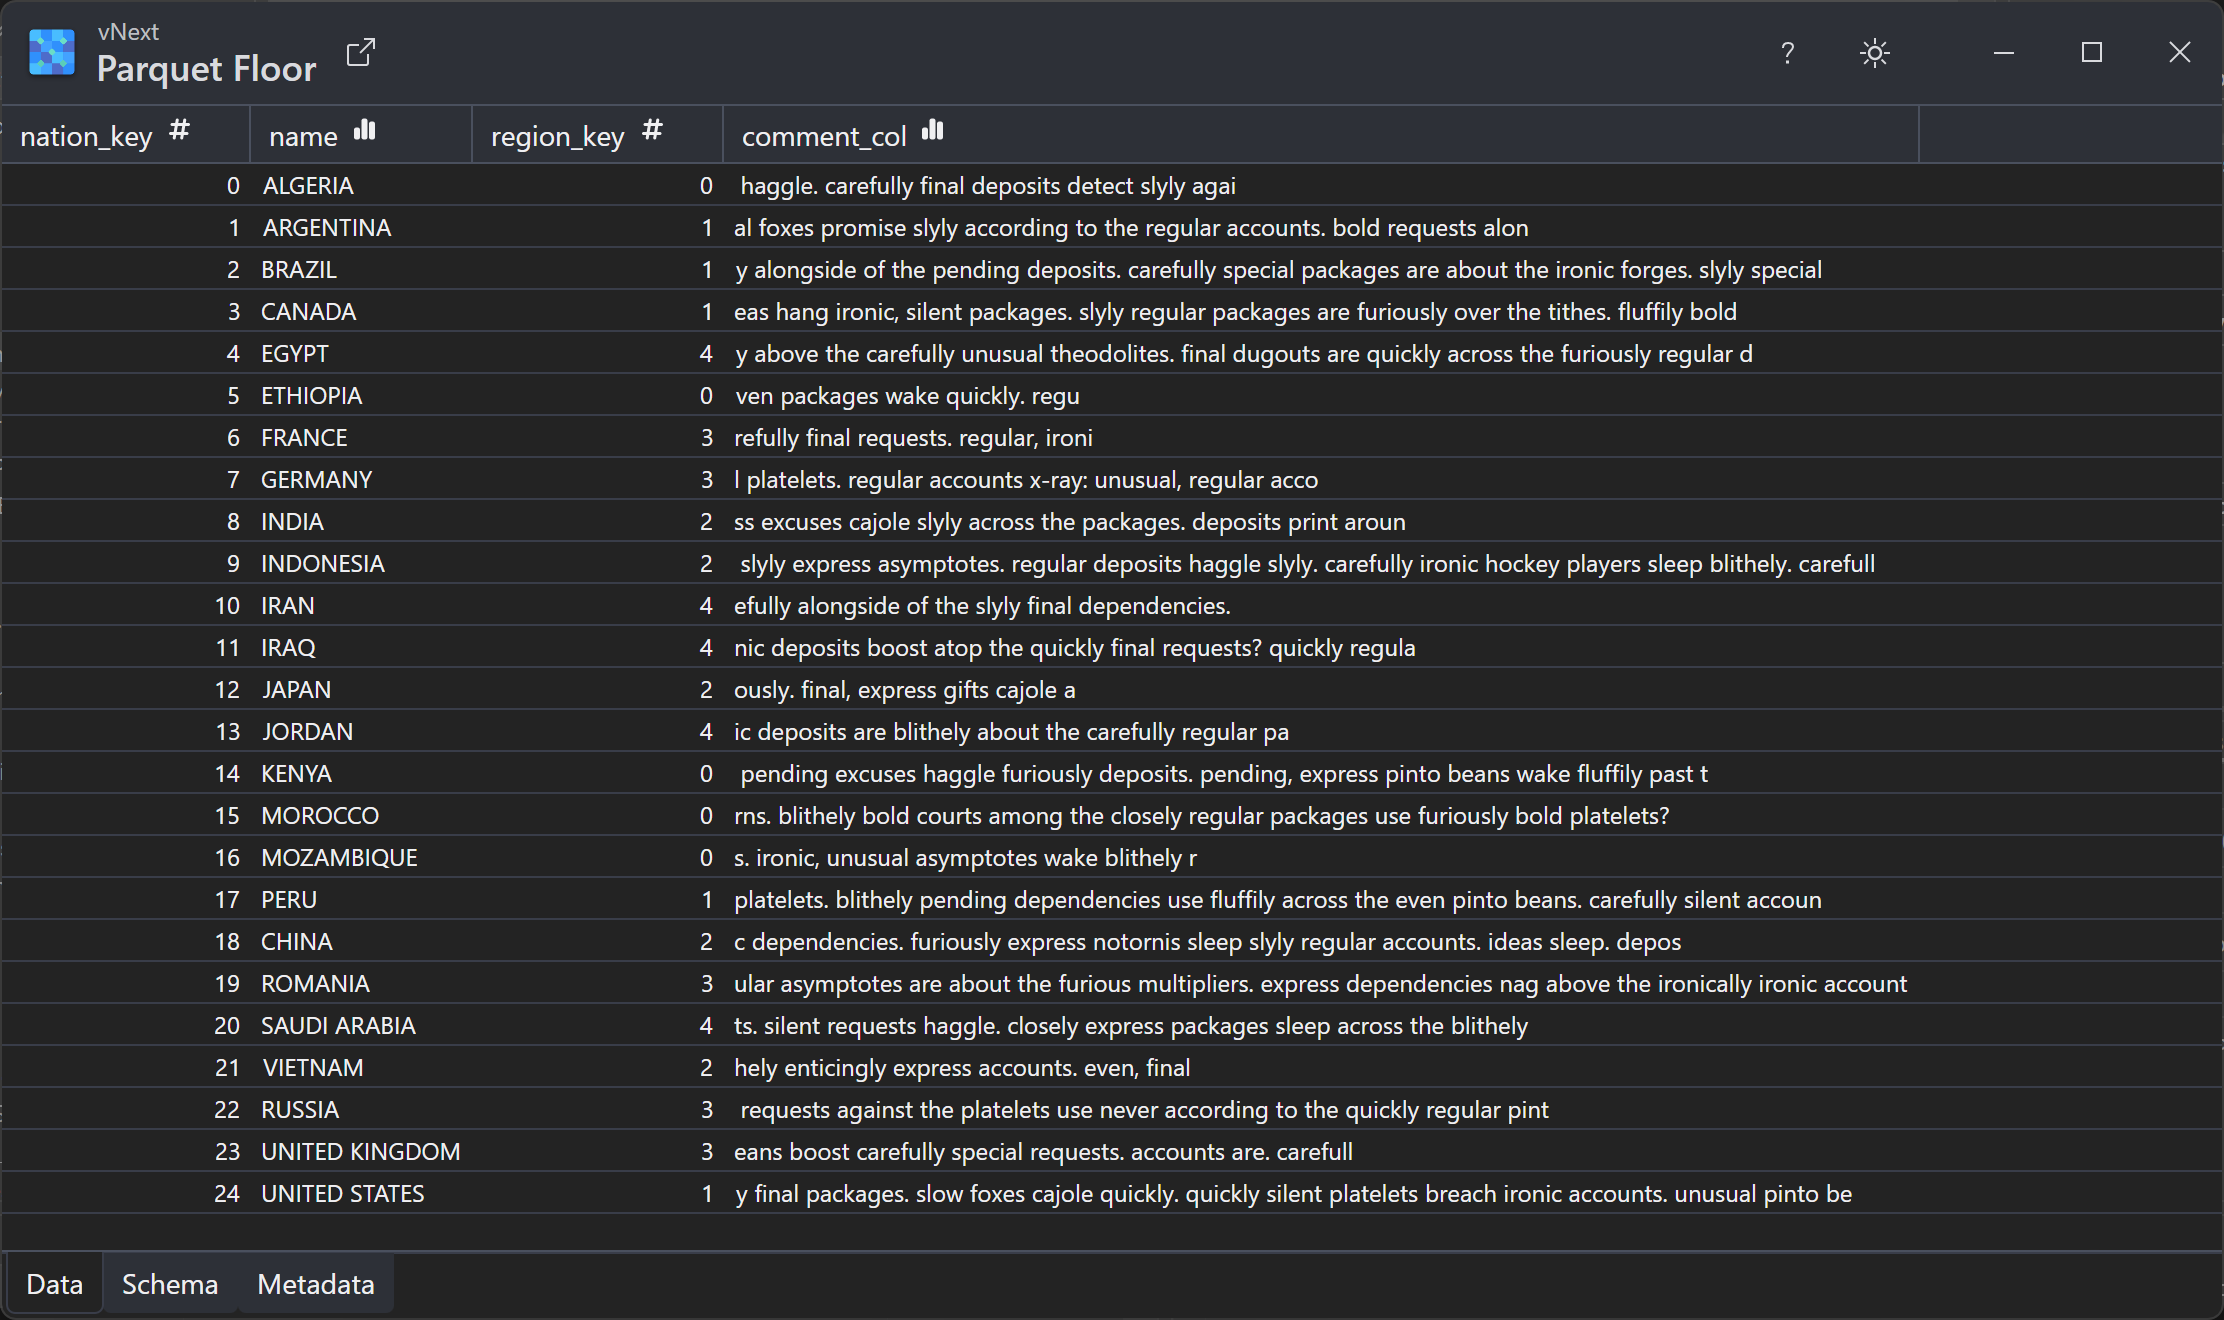 vNext
Parquet Floor
?
nation_key # name region_key # comment_col
0 ALGERIA 0 haggle. carefully final deposits detect slyly agai
1 ARGENTINA 1 al foxes promise slyly according to the regular accounts. bold requests alon
2 BRAZIL 1 y alongside of the pending deposits. carefully special packages are about the ironic forges. slyly special
3 CANADA 1 eas hang ironic, silent packages. slyly regular packages are furiously over the tithes. fluffily bold
4 EGYPT 4 y above the carefully unusual theodolites. final dugouts are quickly across the furiously regular d
5 ETHIOPIA 0 ven packages wake quickly. regu
6 FRANCE 3 refully final requests. regular, ironi
7 GERMANY 3 l platelets. regular accounts x-ray: unusual, regular acco
8 INDIA 2 ss excuses cajole slyly across the packages. deposits print aroun
9 INDONESIA 2 slyly express asymptotes. regular deposits haggle slyly. carefully ironic hockey players sleep blithely. carefull
10 IRAN 4 efully alongside of the slyly final dependencies.
11 IRAQ 4 nic deposits boost atop the quickly final requests? quickly regula
12 JAPAN 2 ously. final, express gifts cajole a
13 JORDAN 4 ic deposits are blithely about the carefully regular pa
14 KENYA 0 pending excuses haggle furiously deposits. pending, express pinto beans wake fluffily past t
15 MOROCCO 0 rns. blithely bold courts among the closely regular packages use furiously bold platelets?
16 MOZAMBIQUE 0 s. ironic, unusual asymptotes wake blithely r
17 PERU 1 platelets. blithely pending dependencies use fluffily across the even pinto beans. carefully silent accoun
18 CHINA 2 c dependencies. furiously express notornis sleep slyly regular accounts. ideas sleep. depos
19 ROMANIA 3 ular asymptotes are about the furious multipliers. express dependencies nag above the ironically ironic account
20 SAUDI ARABIA 4 ts. silent requests haggle. closely express packages sleep across the blithely
21 VIETNAM 2 hely enticingly express accounts. even, final
22 RUSSIA 3 requests against the platelets use never according to the quickly regular pint
23 UNITED KINGDOM 3 eans boost carefully special requests. accounts are. carefull
24 UNITED STATES 1 y final packages. slow foxes cajole quickly. quickly silent platelets breach ironic accounts. unusual pinto be
Data Schema Metadata